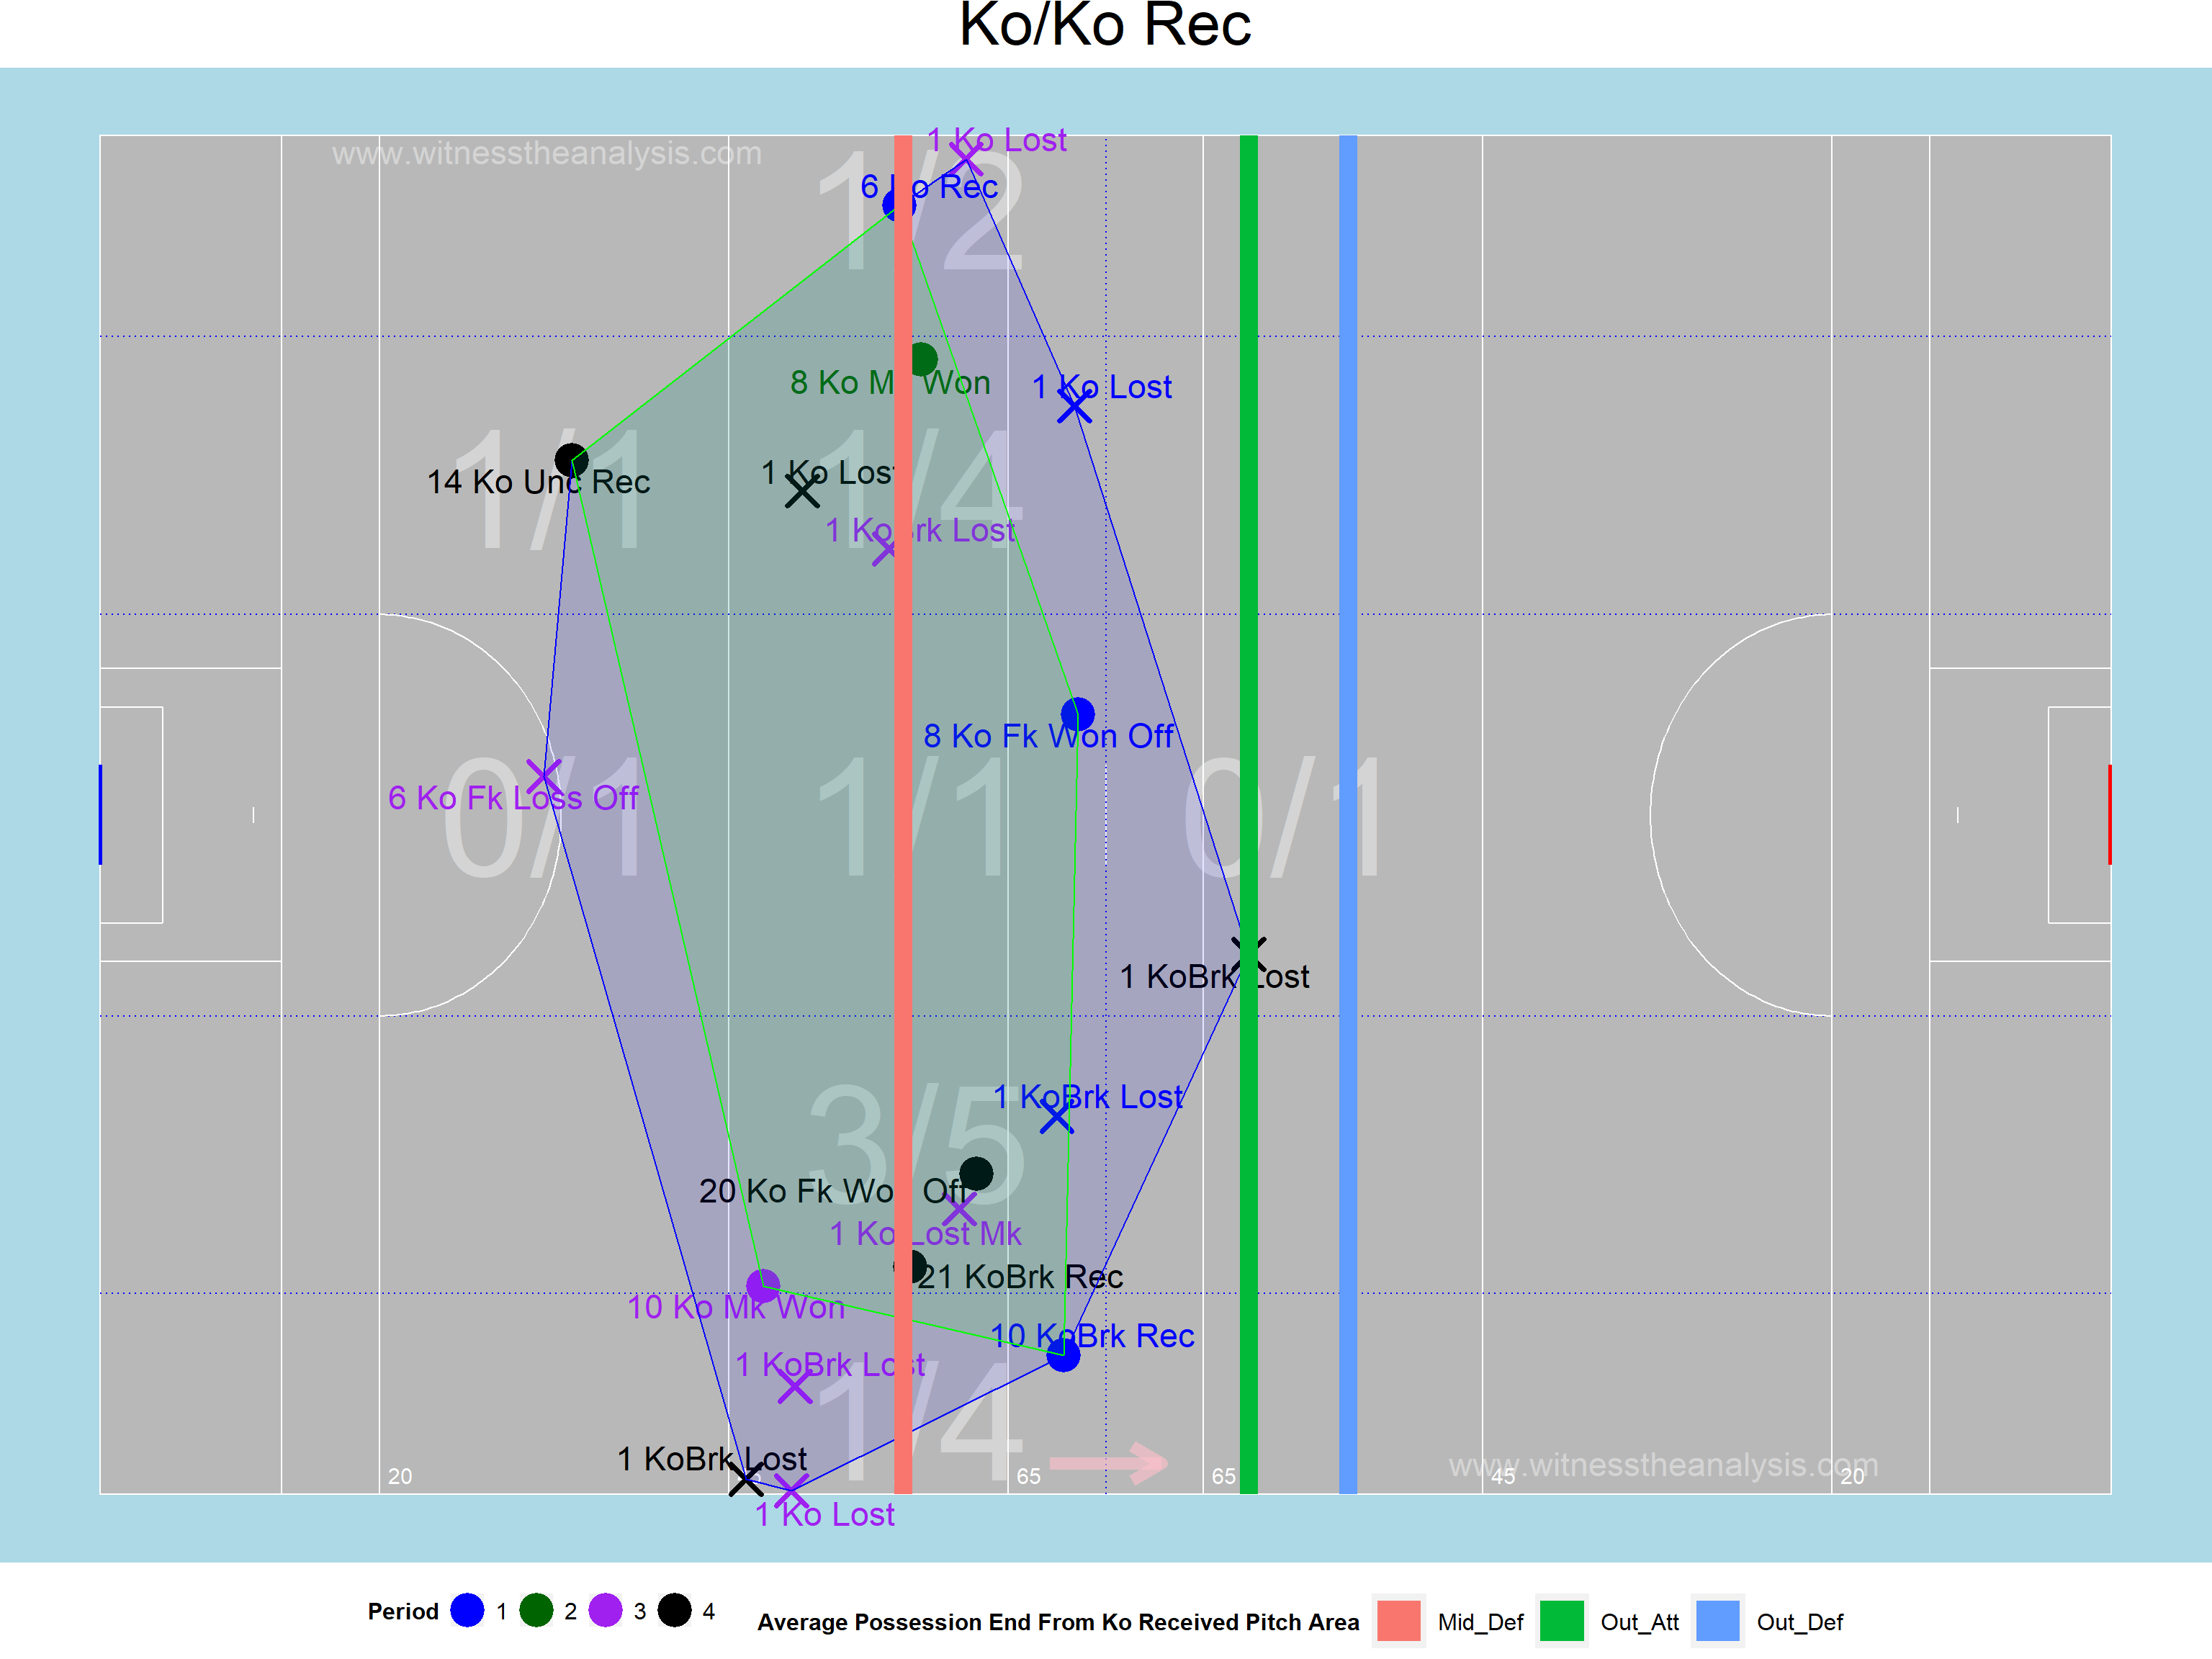 Ko/Ko Rec
1 Ko Lost
www.witnesstheanalysis.com
1/2
6 Ko Rec
8 Ko Mk Won
1 Ko Lost
14 Ko Unc Rec
1/1
1 Ko Lost
1/4
1 KoBrk Lost
8 Ko Fk Won Off
6 Ko Fk Loss Off
0/1
1/1
0/1
1 KoBrk Lost
1 KoBrk Lost
3/5
20 Ko Fk Won Off
1 Ko Lost Mk
21 KoBrk Rec
10 Ko Mk Won
10 KoBrk Rec
1 KoBrk Lost
1/4
1 KoBrk Lost
www.witnesstheanalysis.com
20
65
65
45
20
1 Ko Lost
Period 1 2 3 4
Average Possession End From Ko Received Pitch Area Mid_Def Out_Att Out_Def